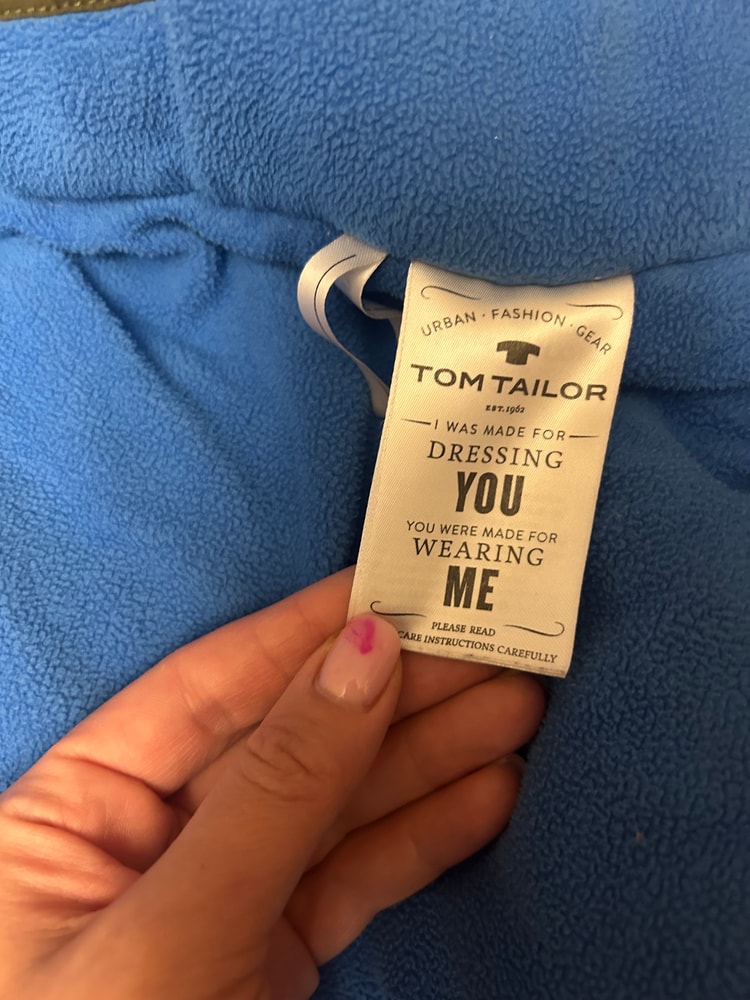 URBAN · FASHION · GEAR
TOM TAILOR
EST. 1962
I WAS MADE FOR
DRESSING
YOU
YOU WERE MADE FOR
WEARING
ME
PLEASE READ
CARE INSTRUCTIONS CAREFULLY